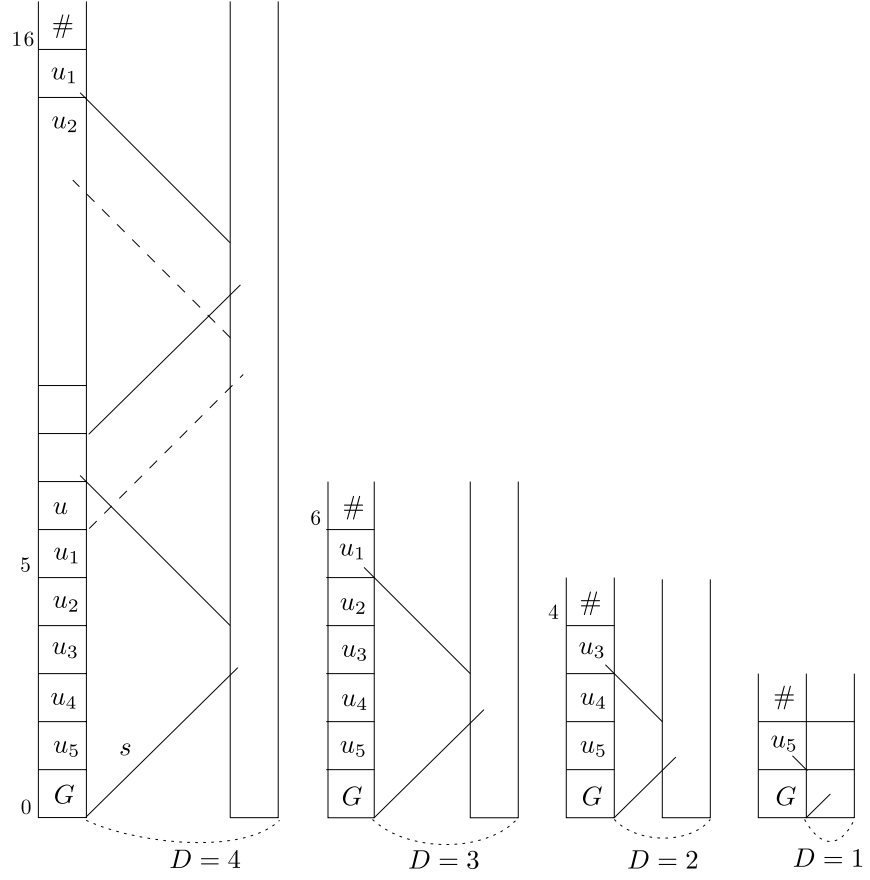 #
16
u₁
u₂
u
u₁
5
u₂
u₃
u₄
u₅
s
G
0
D = 4
#
6
u₁
u₂
u₃
u₄
u₅
G
D = 3
#
4
u₃
u₄
u₅
G
D = 2
#
u₅
G
D = 1